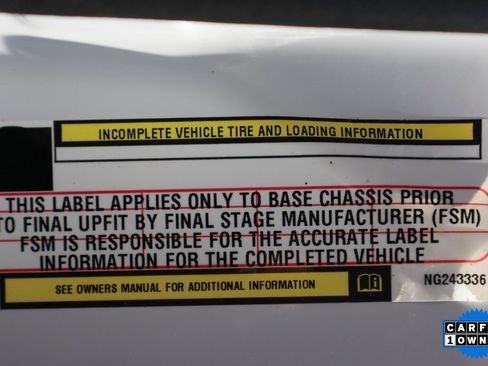 INCOMPLETE VEHICLE TIRE AND LOADING INFORMATION
THIS LABEL APPLIES ONLY TO BASE CHASSIS PRIOR
TO FINAL UPFIT BY FINAL STAGE MANUFACTURER (FSM)
FSM IS RESPONSIBLE FOR THE ACCURATE LABEL
INFORMATION FOR THE COMPLETED VEHICLE
SEE OWNERS MANUAL FOR ADDITIONAL INFORMATION
NG243336
CARF
1 OWN